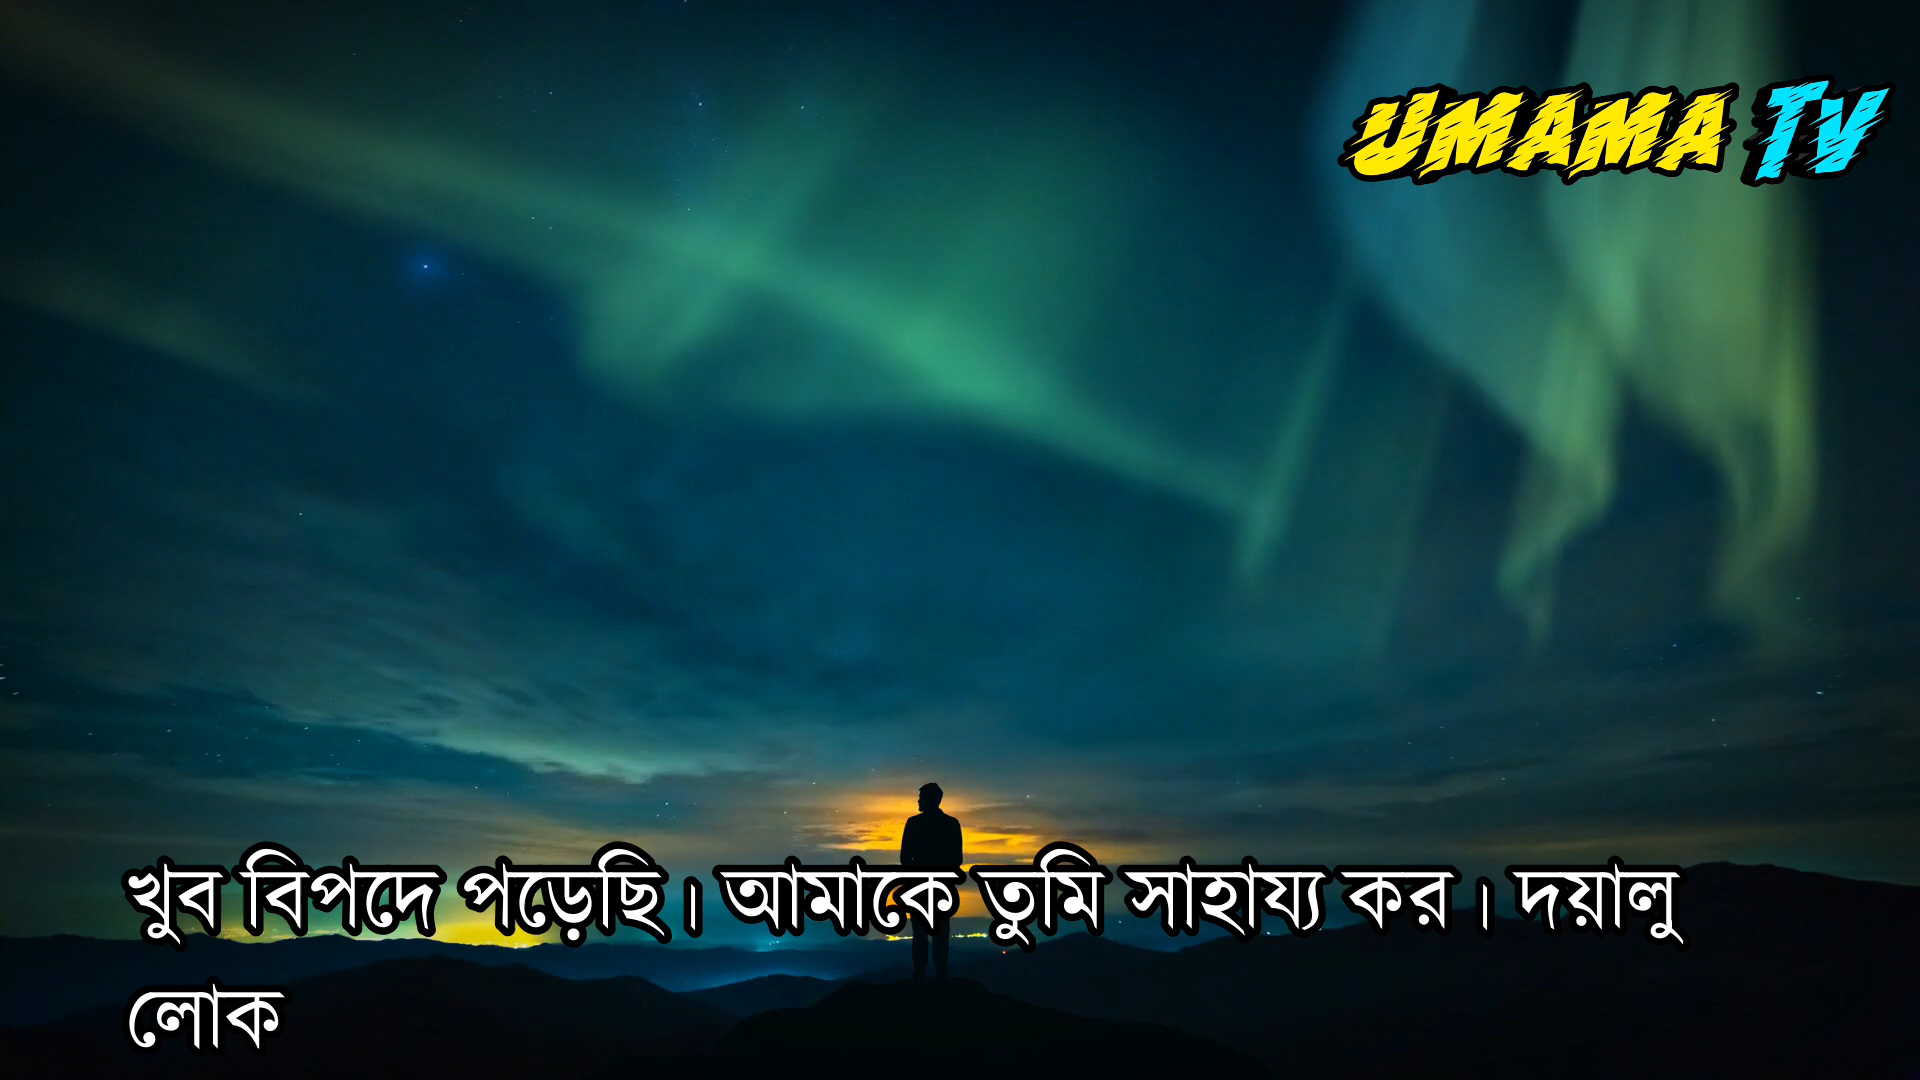 UMAMA TV
খুব বিপদে পড়েছি। আমাকে তুমি সাহায্য কর। দয়ালু
লোক